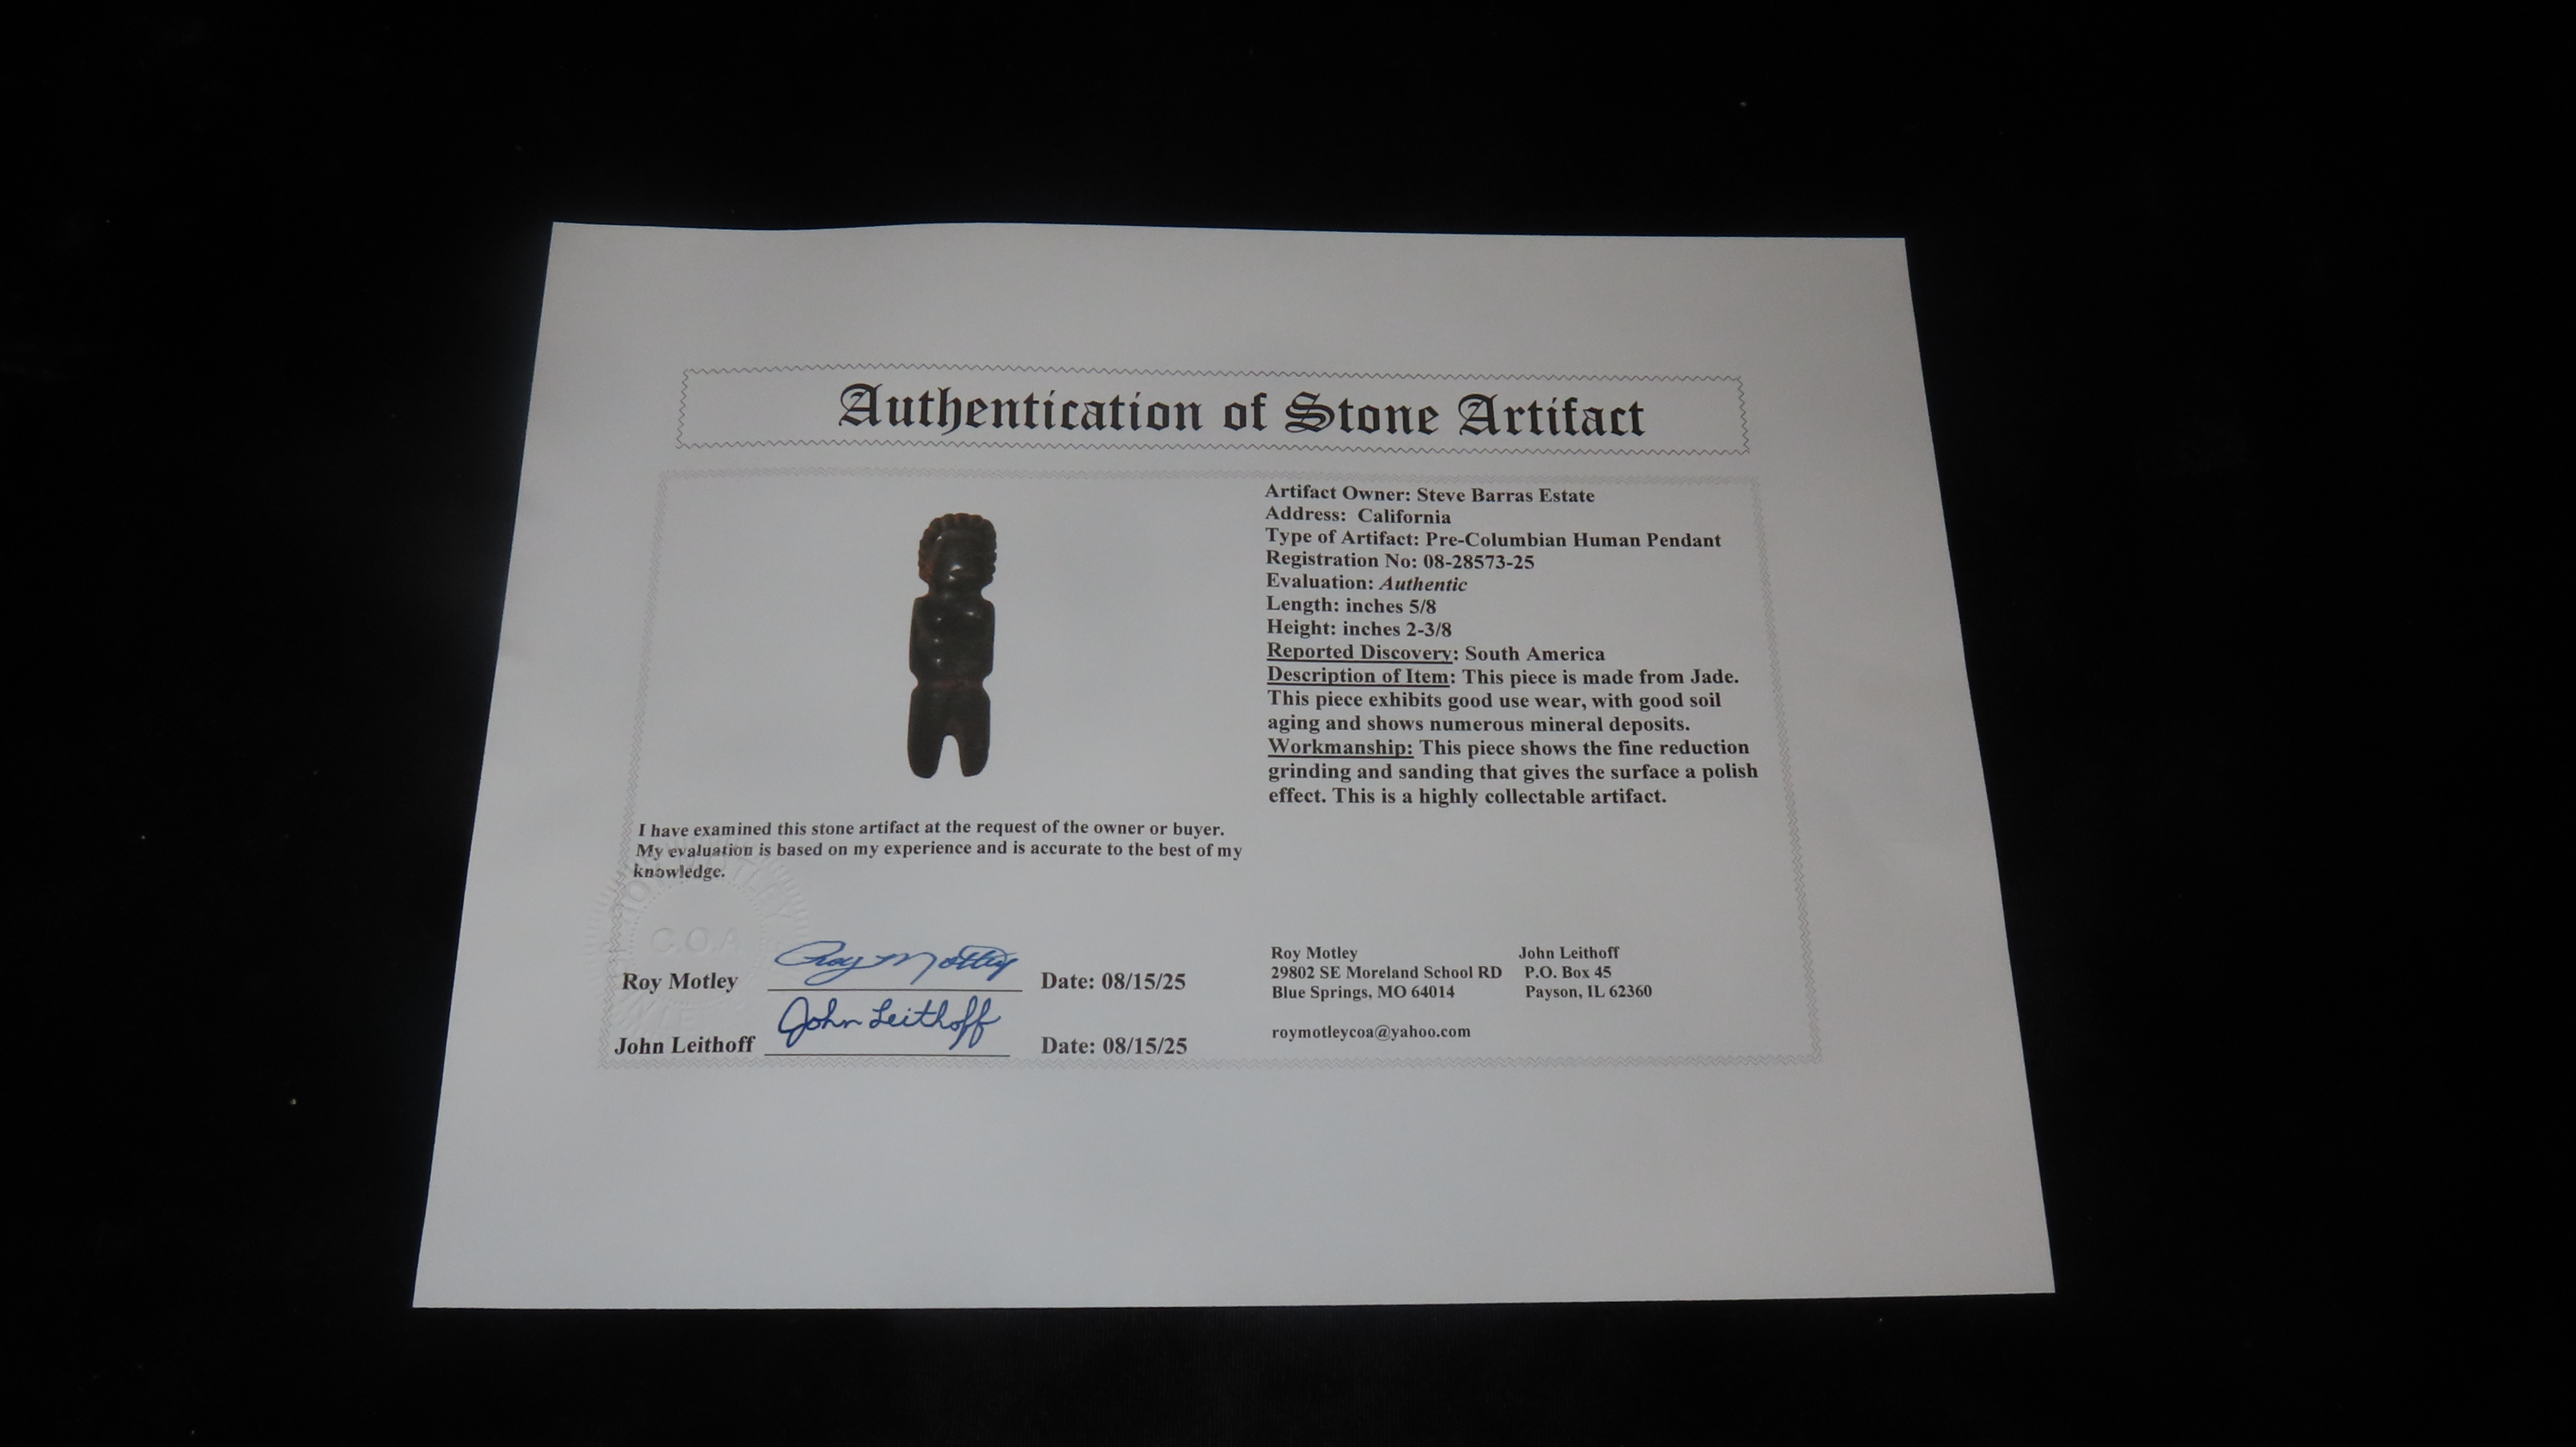 Authentication of Stone Artifact
Artifact Owner: Steve Barras Estate
Address: California
Type of Artifact: Pre-Columbian Human Pendant
Registration No: 08-28573-25
Evaluation: Authentic
Length: inches 5/8
Height: inches 2-3/8
Reported Discovery: South America
Description of Item: This piece is made from Jade.
This piece exhibits good use wear, with good soil
aging and shows numerous mineral deposits.
Workmanship: This piece shows the fine reduction
grinding and sanding that gives the surface a polish
effect. This is a highly collectable artifact.
I have examined this stone artifact at the request of the owner or buyer.
My evaluation is based on my experience and is accurate to the best of my
knowledge.
C.O.A
Roy Motley Roy Motley Date: 08/15/25
John Leithoff John Leithoff Date: 08/15/25
Roy Motley
29802 SE Moreland School RD
Blue Springs, MO 64014
roymotleycoa@yahoo.com
John Leithoff
P.O. Box 45
Payson, IL 62360